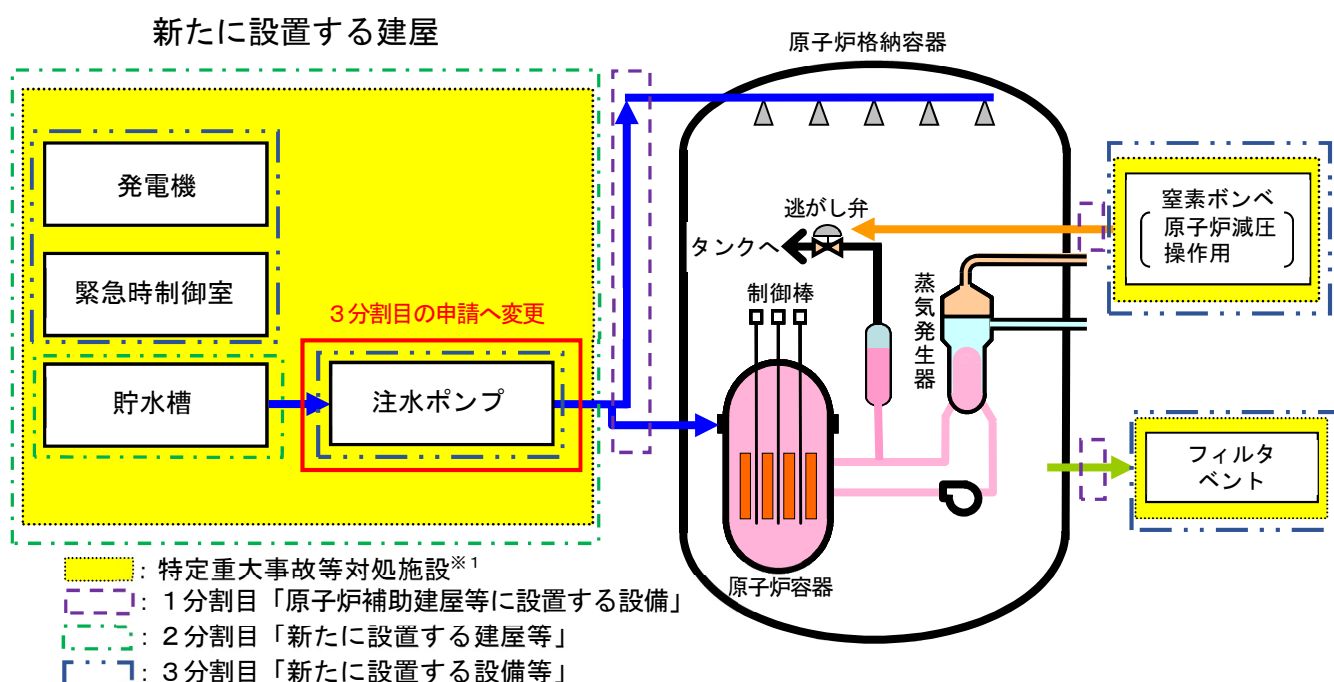 新たに設置する建屋
発電機
緊急時制御室
貯水槽
3分割目の申請へ変更
注水ポンプ
原子炉格納容器
逃がし弁
タンクへ
制御棒
蒸気発生器
原子炉容器
窒素ボンベ
原子炉減圧
操作用
フィルタ
ベント
:特定重大事故等対処施設※1
:1分割目「原子炉補助建屋等に設置する設備」
:2分割目「新たに設置する建屋等」
:3分割目「新たに設置する設備等」